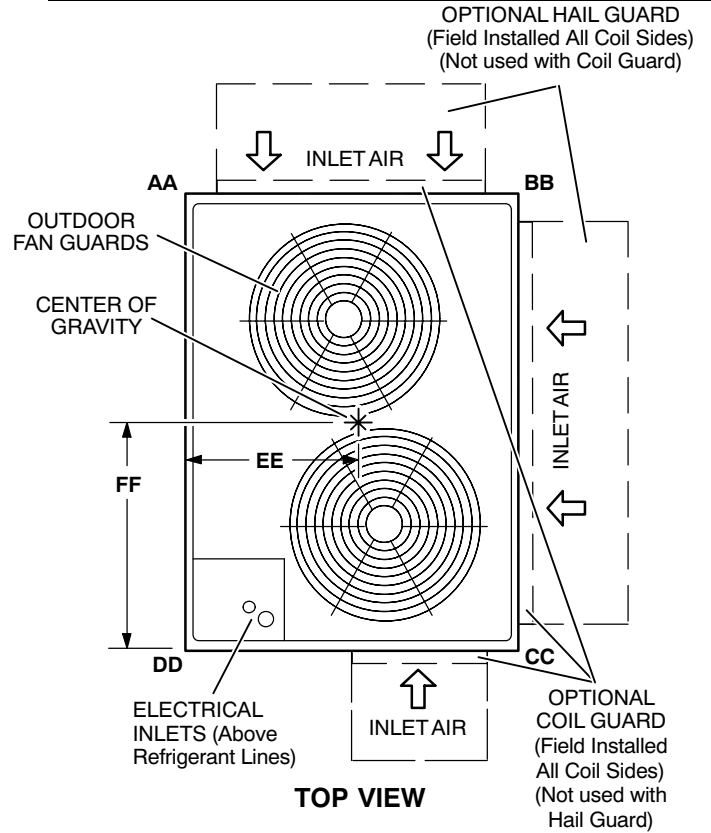 OPTIONAL HAIL GUARD
(Field Installed All Coil Sides)
(Not used with Coil Guard)
INLET AIR
AA
BB
OUTDOOR
FAN GUARDS
CENTER OF
GRAVITY
INLET AIR
EE
FF
DD
CC
ELECTRICAL
INLETS (Above
Refrigerant Lines)
INLET AIR
OPTIONAL
COIL GUARD
(Field Installed
All Coil Sides)
(Not used with
Hail Guard)
TOP VIEW